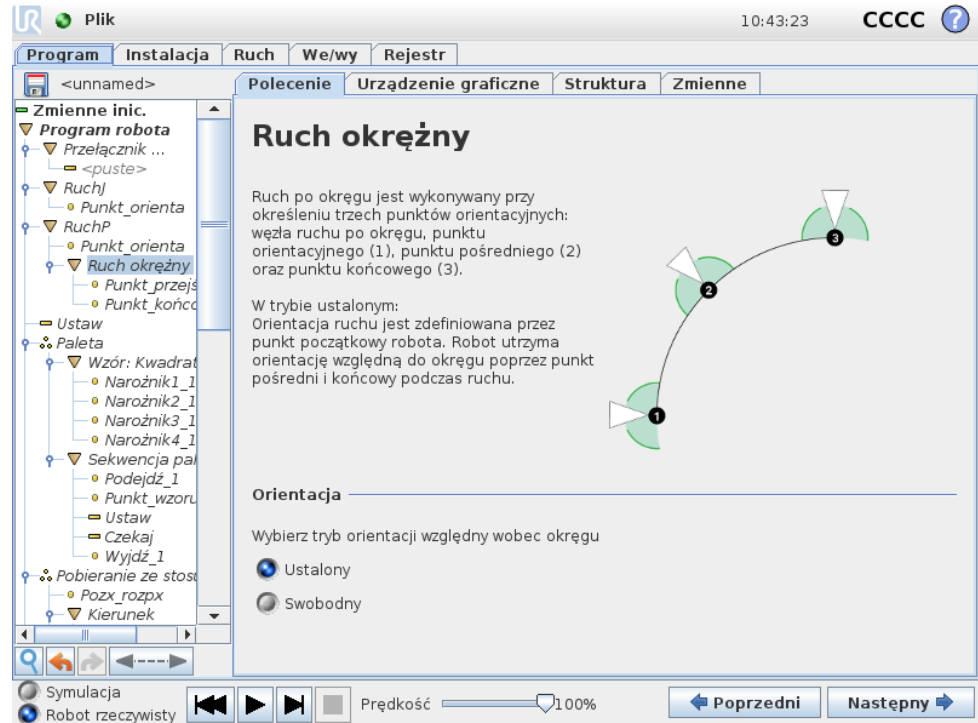 UR Plik 10:43:23 CCCC ?
Program Instalacja Ruch We/wy Rejestr
<unnamed>
Polecenie Urządzenie graficzne Struktura Zmienne
Zmienne inic.
Program robota
Przełącznik ...
<puste>
RuchJ
Punkt_orienta
RuchP
Punkt_orienta
Ruch okrężny
Punkt_przejś
Punkt_końco
Ustaw
Paleta
Wzór: Kwadrat
Narożnik1_1
Narożnik2_1
Narożnik3_1
Narożnik4_1
Sekwencja pal
Podejdź_1
Punkt_wzoru
Ustaw
Czekaj
Wyjdź_1
Pobieranie ze stosu
Pozx_rozpx
Kierunek
Ruch okrężny
Ruch po okręgu jest wykonywany przy
określeniu trzech punktów orientacyjnych:
węzła ruchu po okręgu, punktu
orientacyjnego (1), punktu pośredniego (2)
oraz punktu końcowego (3).
W trybie ustalonym:
Orientacja ruchu jest zdefiniowana przez
punkt początkowy robota. Robot utrzyma
orientację względną do okręgu poprzez punkt
pośredni i końcowy podczas ruchu.
3
2
1
Orientacja
Wybierz tryb orientacji względny wobec okręgu
Ustalony
Swobodny
Symulacja
Robot rzeczywisty
Prędkość 100%
Poprzedni Następny